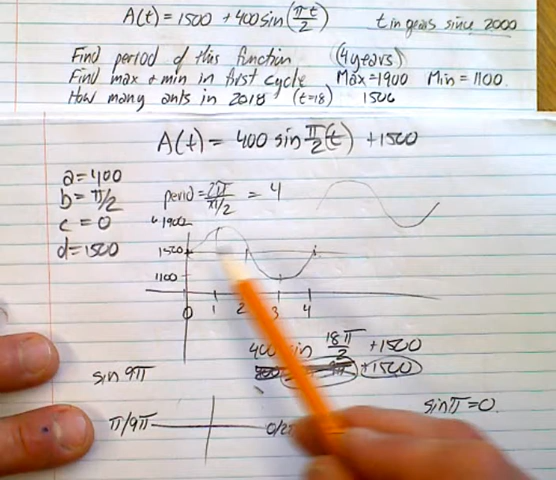 A(t) = 1500 + 400 sin(πt/2) t in years since 2000
Find period of this function (4 years)
Find max + min in first cycle Max=1900 Min=1100.
How many ants in 2018 (t=18) 1500
A(t) = 400 sin π/2(t) + 1500
a=400
b=π/2
c=0
d=1500
period = 2π/π/2 = 4
1900
1500
1100
0 1 2 3 4
400 sin 18π/2 + 1500
+1500
sin 9π
sin π = 0.
π/9π
0/2π